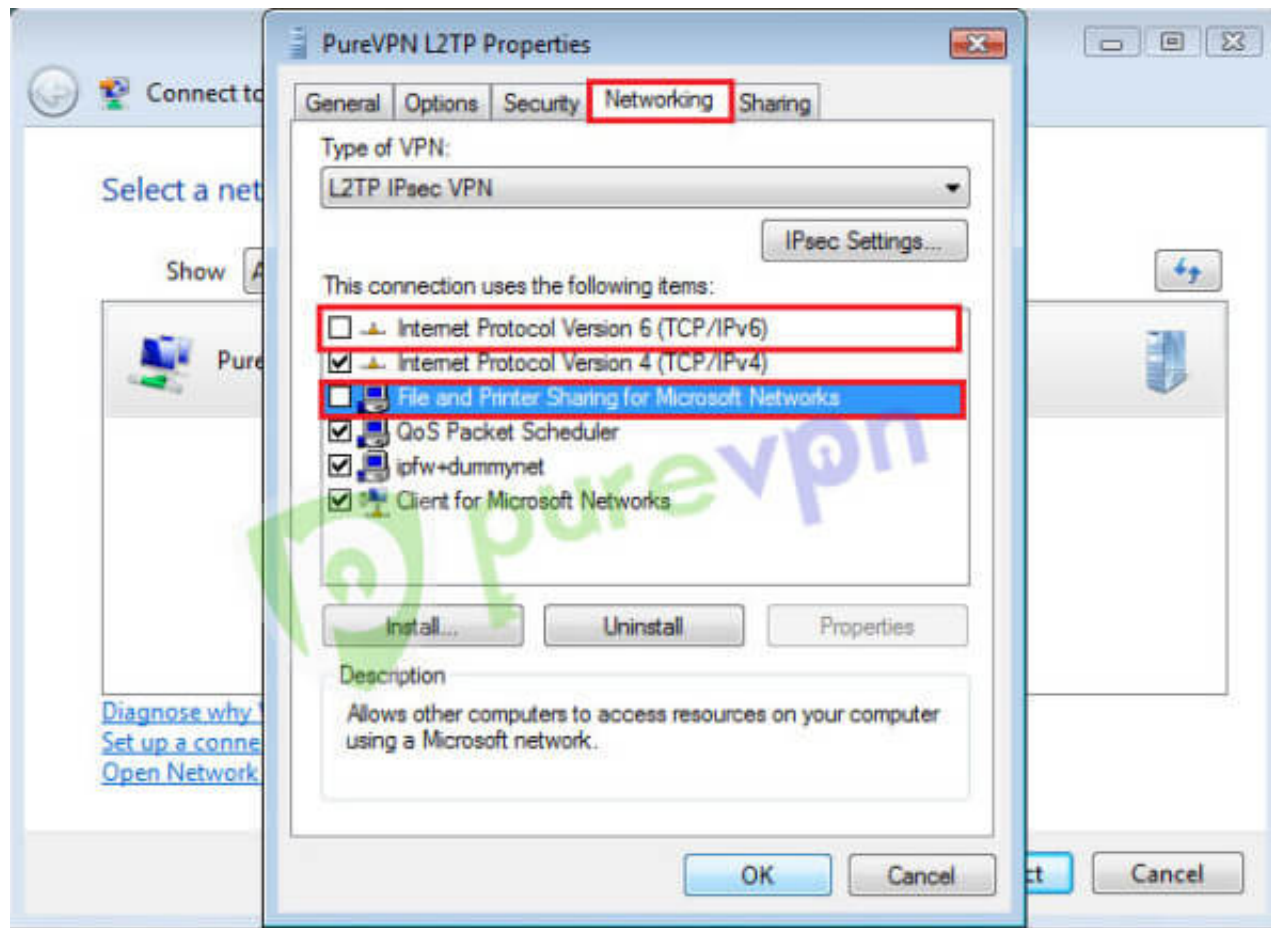 PureVPN L2TP Properties
Connect to
General Options Security Networking Sharing
Type of VPN:
L2TP IPsec VPN
Select a net
IPsec Settings...
Show A
This connection uses the following items:
Internet Protocol Version 6 (TCP/IPv6)
Internet Protocol Version 4 (TCP/IPv4)
Pure
File and Printer Sharing for Microsoft Networks
QoS Packet Scheduler
ipfw+dummynet
Client for Microsoft Networks
purevpn
Install... Uninstall Properties
Description
Allows other computers to access resources on your computer
using a Microsoft network.
Diagnose why
Set up a conne
Open Network
OK Cancel
ct Cancel